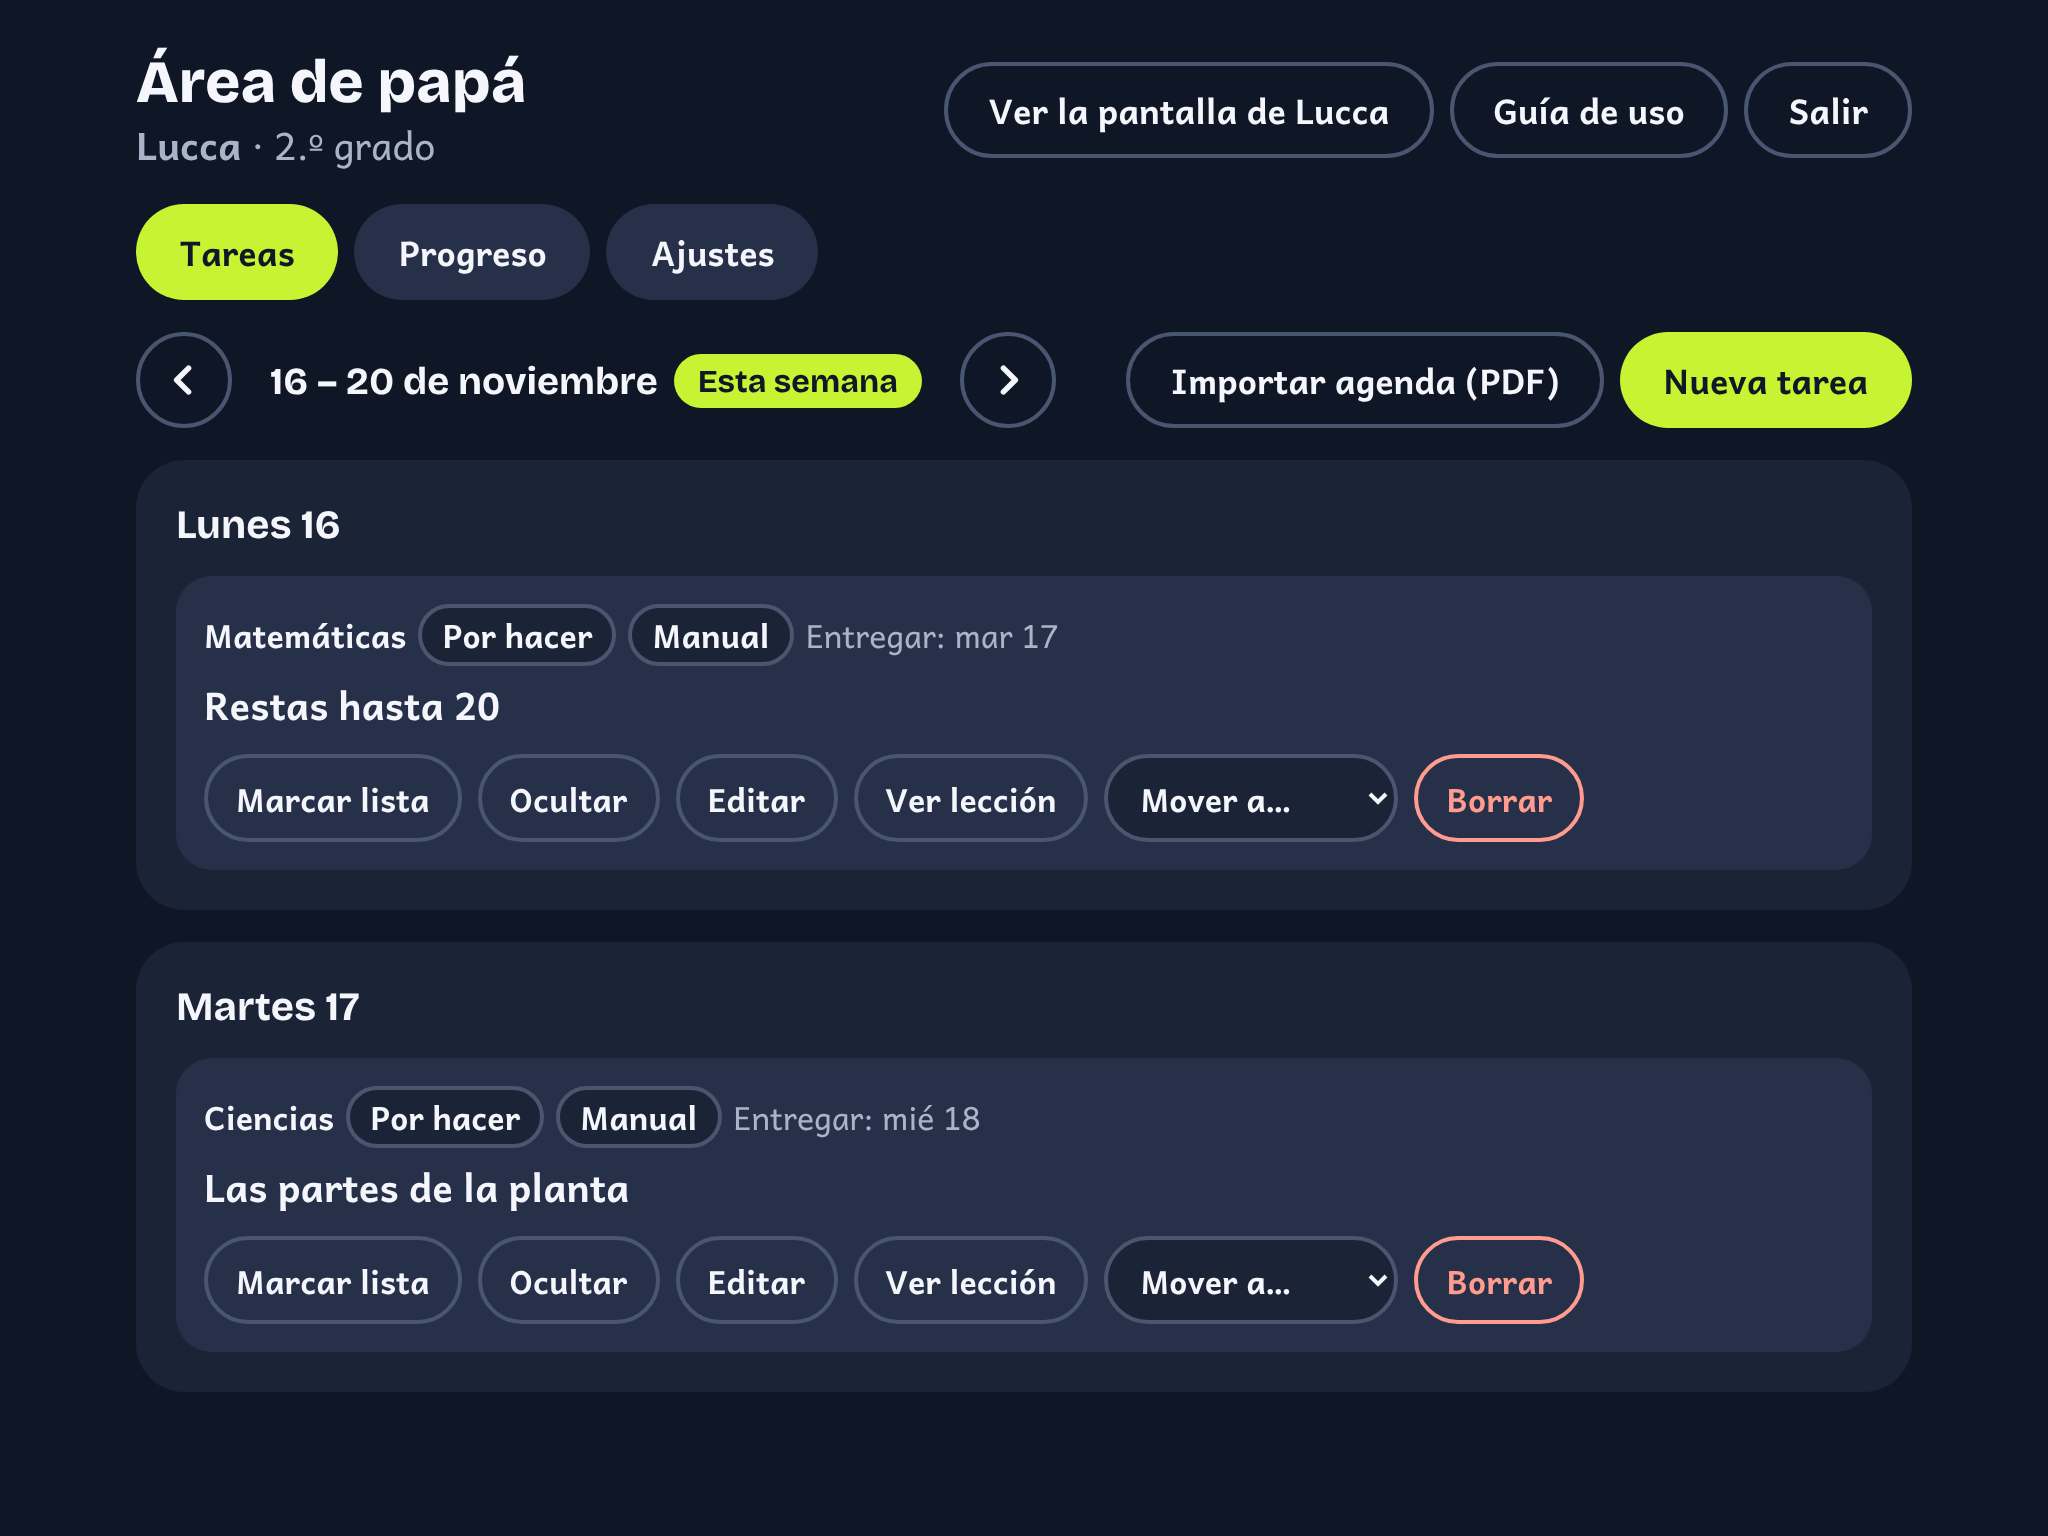 Área de papá
Lucca · 2.º grado
Ver la pantalla de Lucca
Guía de uso
Salir
Tareas
Progreso
Ajustes
16 – 20 de noviembre
Esta semana
Importar agenda (PDF)
Nueva tarea
Lunes 16
Matemáticas
Por hacer
Manual
Entregar: mar 17
Restas hasta 20
Marcar lista
Ocultar
Editar
Ver lección
Mover a...
Borrar
Martes 17
Ciencias
Por hacer
Manual
Entregar: mié 18
Las partes de la planta
Marcar lista
Ocultar
Editar
Ver lección
Mover a...
Borrar